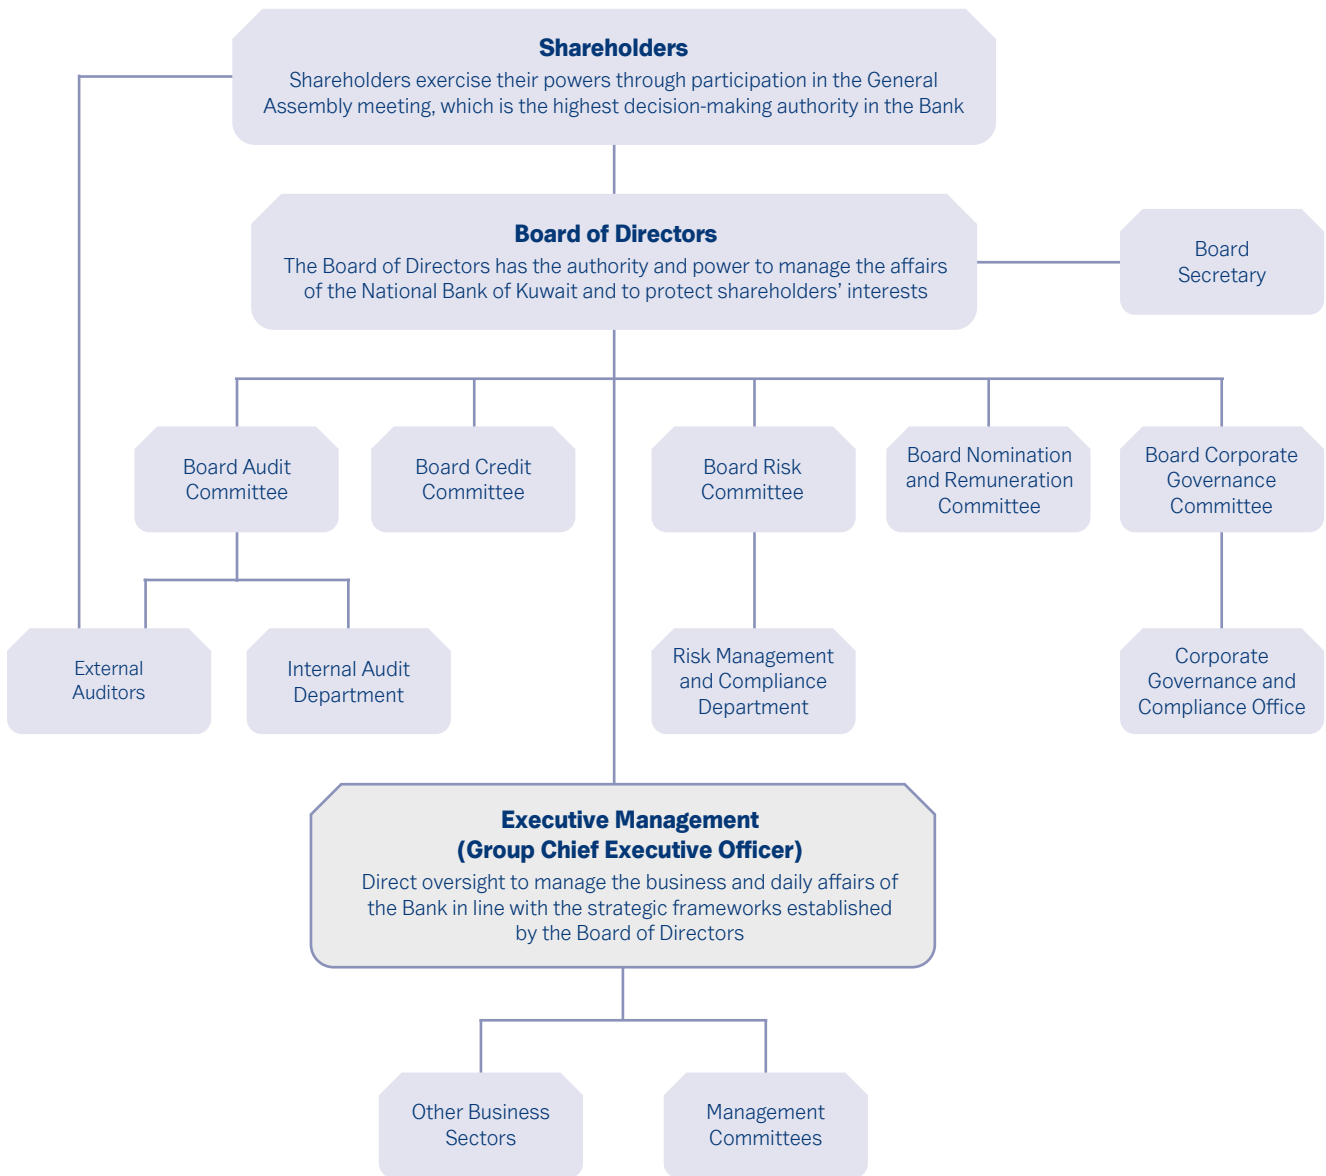 Shareholders
Shareholders exercise their powers through participation in the General
Assembly meeting, which is the highest decision-making authority in the Bank
Board of Directors
The Board of Directors has the authority and power to manage the affairs
of the National Bank of Kuwait and to protect shareholders’ interests
Board
Secretary
Board Audit
Committee
Board Credit
Committee
Board Risk
Committee
Board Nomination
and Remuneration
Committee
Board Corporate
Governance
Committee
External
Auditors
Internal Audit
Department
Risk Management
and Compliance
Department
Corporate
Governance and
Compliance Office
Executive Management
(Group Chief Executive Officer)
Direct oversight to manage the business and daily affairs of
the Bank in line with the strategic frameworks established
by the Board of Directors
Other Business
Sectors
Management
Committees